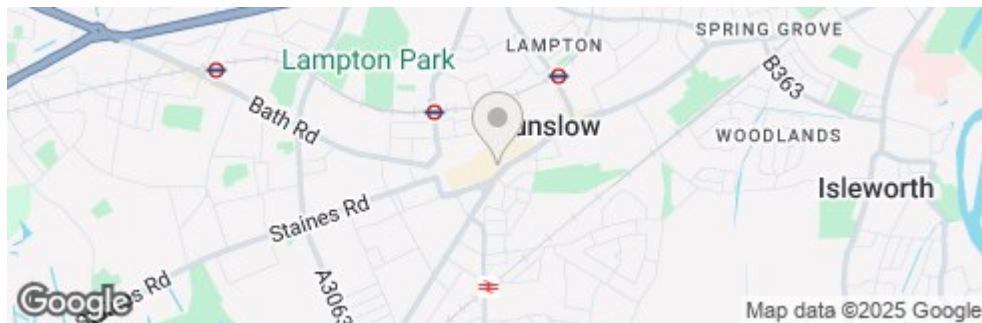 SPRING GROVE
LAMPTON
Lampton Park
B363
Bath Rd
unslow
WOODLANDS
Isleworth
Staines Rd
A3063
Rd
Google
Map data ©2025 Google